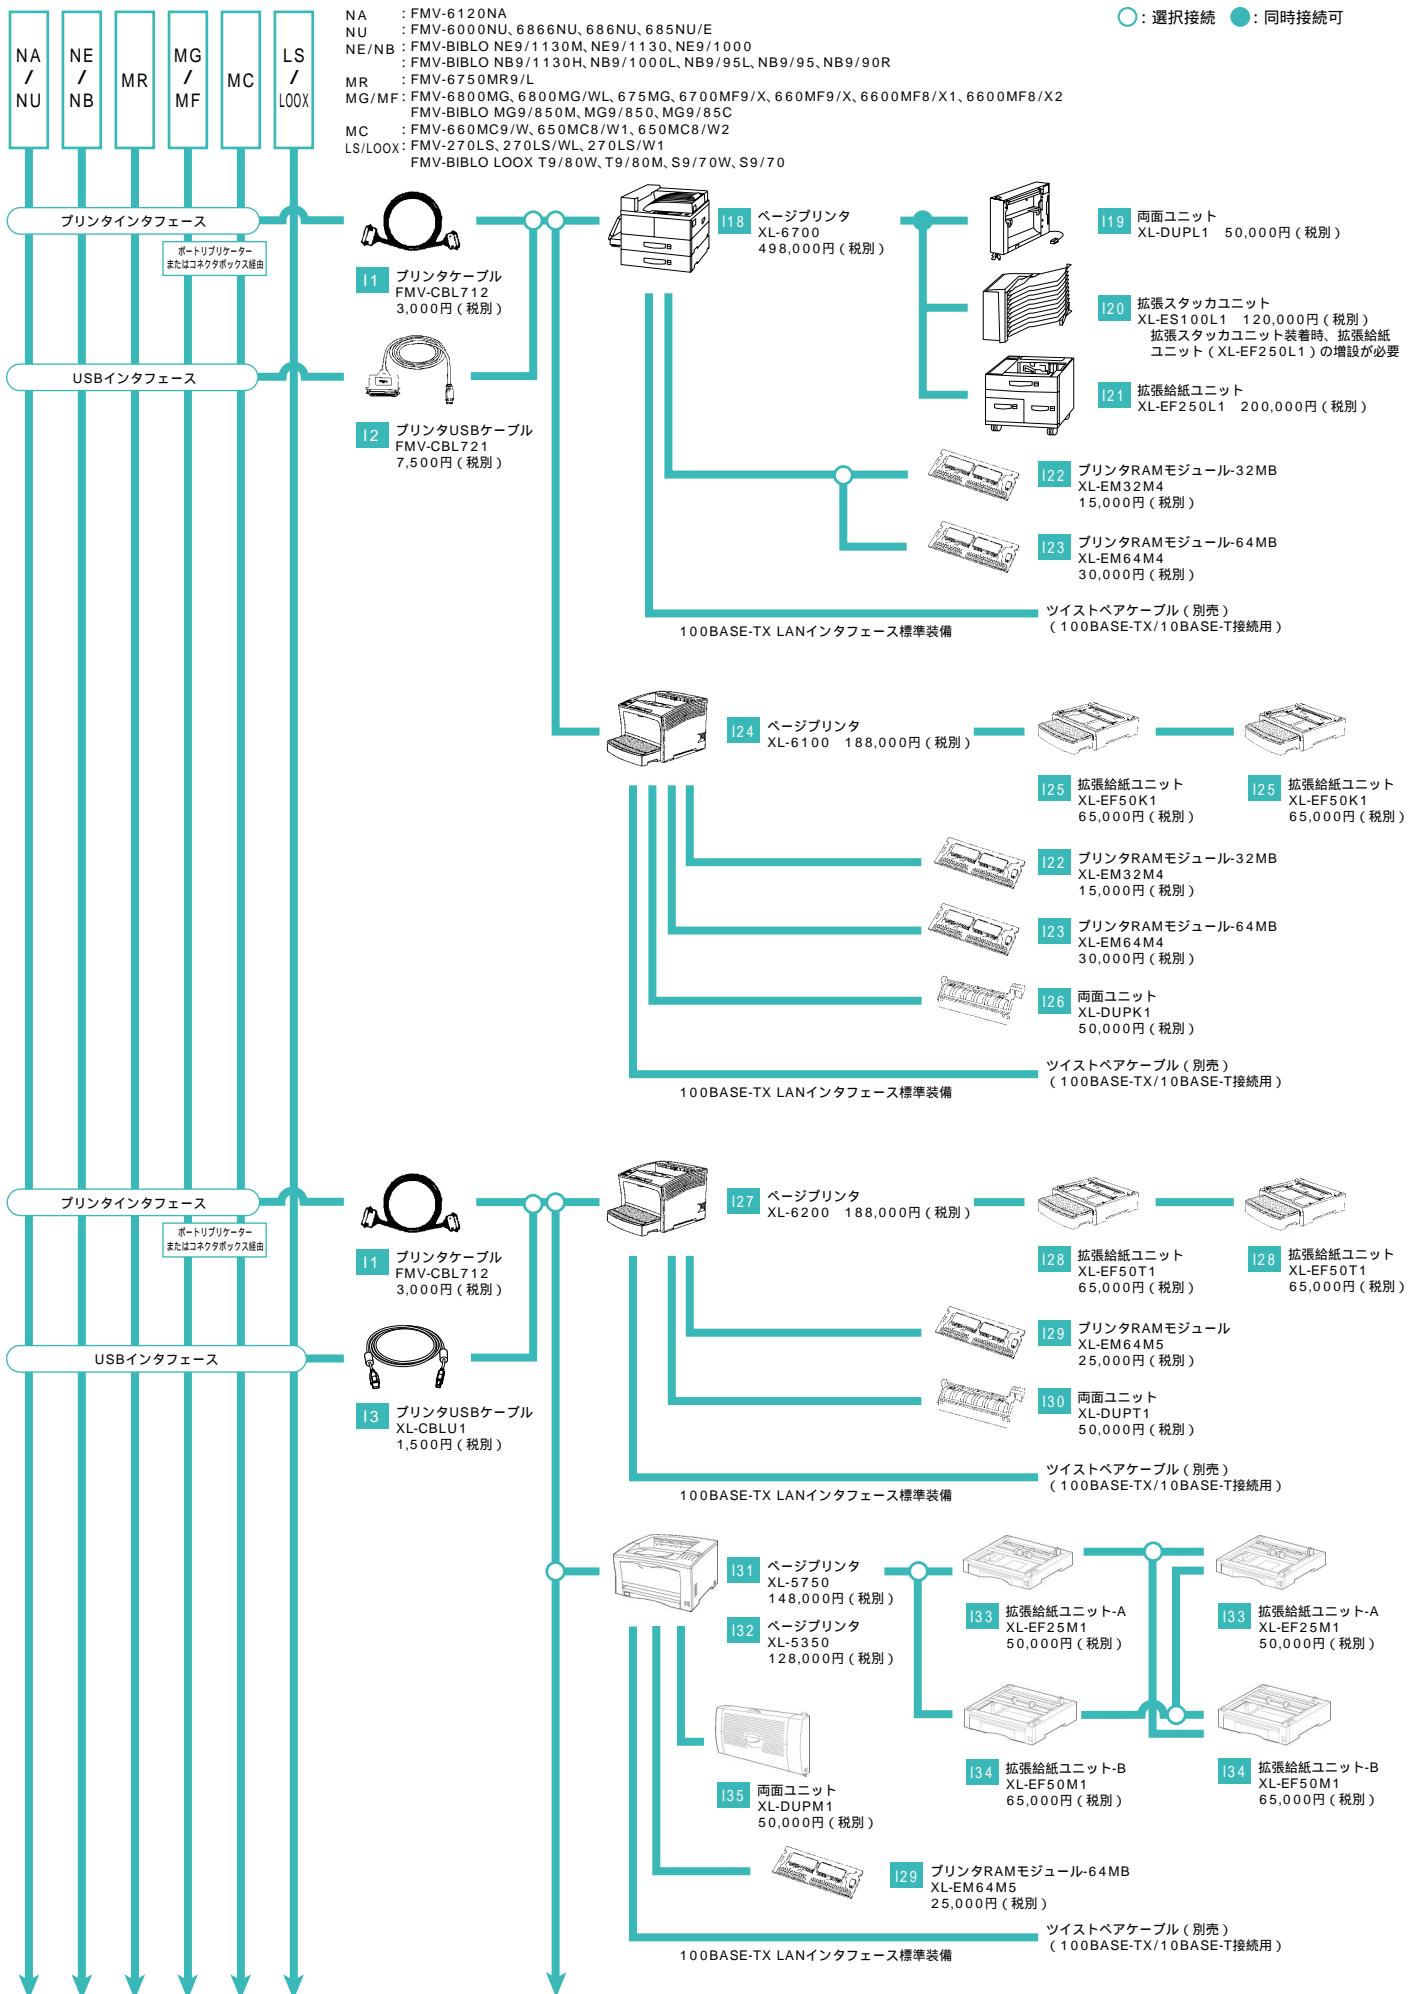 NA
/
NU
NE
/
NB
MR
MG
/
MF
MC
LS
/
LOOX
NA : FMV-6120NA
NU : FMV-6000NU、6866NU、686NU、685NU/E
NE/NB : FMV-BIBLO NE9/1130M、NE9/1130、NE9/1000
: FMV-BIBLO NB9/1130H、NB9/1000L、NB9/95L、NB9/95、NB9/90R
MR : FMV-6750MR9/L
MG/MF : FMV-6800MG、6800MG/WL、675MG、6700MF9/X、660MF9/X、6600MF8/X1、6600MF8/X2
FMV-BIBLO MG9/850M、MG9/850、MG9/85C
MC : FMV-660MC9/W、650MC8/W1、650MC8/W2
LS/LOOX : FMV-270LS、270LS/WL、270LS/W1
FMV-BIBLO LOOX T9/80W、T9/80M、S9/70W、S9/70
○ : 選択接続 ● : 同時接続可
プリンタインタフェース
ポートリプリケーター
またはコネクタボックス経由
I1 プリンタケーブル
FMV-CBL712
3,000円(税別)
USBインタフェース
I2 プリンタUSBケーブル
FMV-CBL721
7,500円(税別)
I18 ページプリンタ
XL-6700
498,000円(税別)
I19 両面ユニット
XL-DUPL1 50,000円(税別)
I20 拡張スタッカユニット
XL-ES100L1 120,000円(税別)
拡張スタッカユニット装着時、拡張給紙
ユニット(XL-EF250L1)の増設が必要
I21 拡張給紙ユニット
XL-EF250L1 200,000円(税別)
I22 プリンタRAMモジュール-32MB
XL-EM32M4
15,000円(税別)
I23 プリンタRAMモジュール-64MB
XL-EM64M4
30,000円(税別)
100BASE-TX LANインタフェース標準装備
ツイストペアケーブル(別売)
(100BASE-TX/10BASE-T接続用)
I24 ページプリンタ
XL-6100 188,000円(税別)
I25 拡張給紙ユニット
XL-EF50K1
65,000円(税別)
I25 拡張給紙ユニット
XL-EF50K1
65,000円(税別)
I22 プリンタRAMモジュール-32MB
XL-EM32M4
15,000円(税別)
I23 プリンタRAMモジュール-64MB
XL-EM64M4
30,000円(税別)
I26 両面ユニット
XL-DUPK1
50,000円(税別)
100BASE-TX LANインタフェース標準装備
ツイストペアケーブル(別売)
(100BASE-TX/10BASE-T接続用)
プリンタインタフェース
ポートリプリケーター
またはコネクタボックス経由
I1 プリンタケーブル
FMV-CBL712
3,000円(税別)
USBインタフェース
I3 プリンタUSBケーブル
XL-CBLU1
1,500円(税別)
I27 ページプリンタ
XL-6200 188,000円(税別)
I28 拡張給紙ユニット
XL-EF50T1
65,000円(税別)
I28 拡張給紙ユニット
XL-EF50T1
65,000円(税別)
I29 プリンタRAMモジュール
XL-EM64M5
25,000円(税別)
I30 両面ユニット
XL-DUPT1
50,000円(税別)
100BASE-TX LANインタフェース標準装備
ツイストペアケーブル(別売)
(100BASE-TX/10BASE-T接続用)
I31 ページプリンタ
XL-5750
148,000円(税別)
I32 ページプリンタ
XL-5350
128,000円(税別)
I33 拡張給紙ユニット-A
XL-EF25M1
50,000円(税別)
I33 拡張給紙ユニット-A
XL-EF25M1
50,000円(税別)
I34 拡張給紙ユニット-B
XL-EF50M1
65,000円(税別)
I34 拡張給紙ユニット-B
XL-EF50M1
65,000円(税別)
I35 両面ユニット
XL-DUPM1
50,000円(税別)
I29 プリンタRAMモジュール-64MB
XL-EM64M5
25,000円(税別)
100BASE-TX LANインタフェース標準装備
ツイストペアケーブル(別売)
(100BASE-TX/10BASE-T接続用)